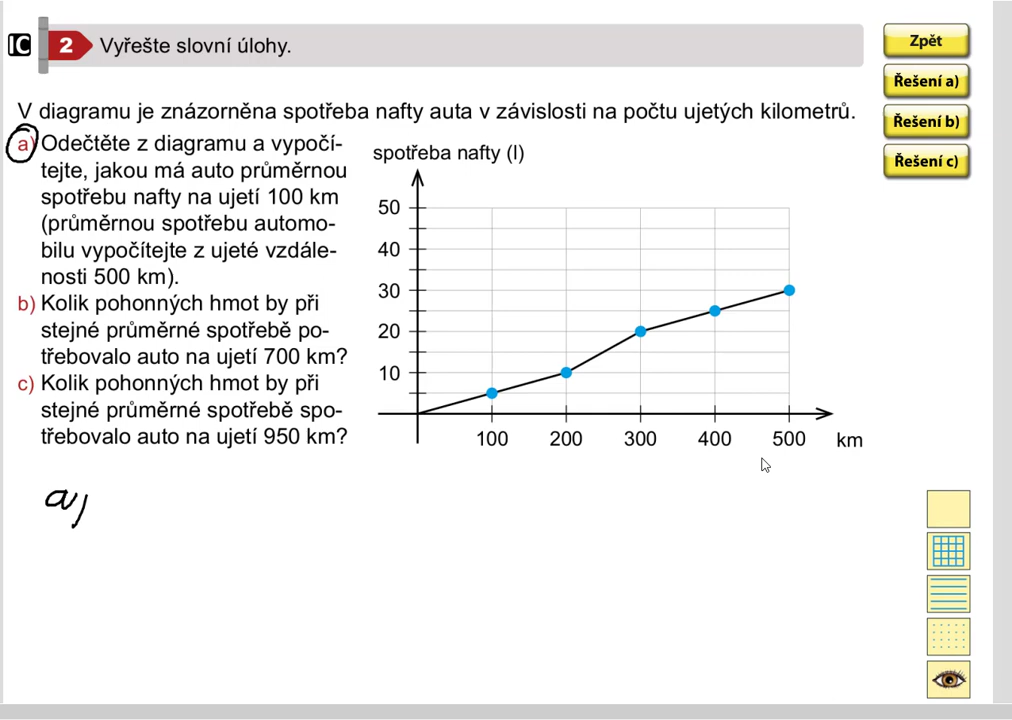 IC 2 Vyřešte slovní úlohy.
Zpět
Řešení a)
Řešení b)
Řešení c)
V diagramu je znázorněna spotřeba nafty auta v závislosti na počtu ujetých kilometrů.
a) Odečtěte z diagramu a vypočí-
tejte, jakou má auto průměrnou
spotřebu nafty na ujetí 100 km
(průměrnou spotřebu automo-
bilu vypočítejte z ujeté vzdále-
nosti 500 km).
b) Kolik pohonných hmot by při
stejné průměrné spotřebě po-
třebovalo auto na ujetí 700 km?
c) Kolik pohonných hmot by při
stejné průměrné spotřebě spo-
třebovalo auto na ujetí 950 km?
spotřeba nafty (l)
50
40
30
20
10
100 200 300 400 500 km
a)